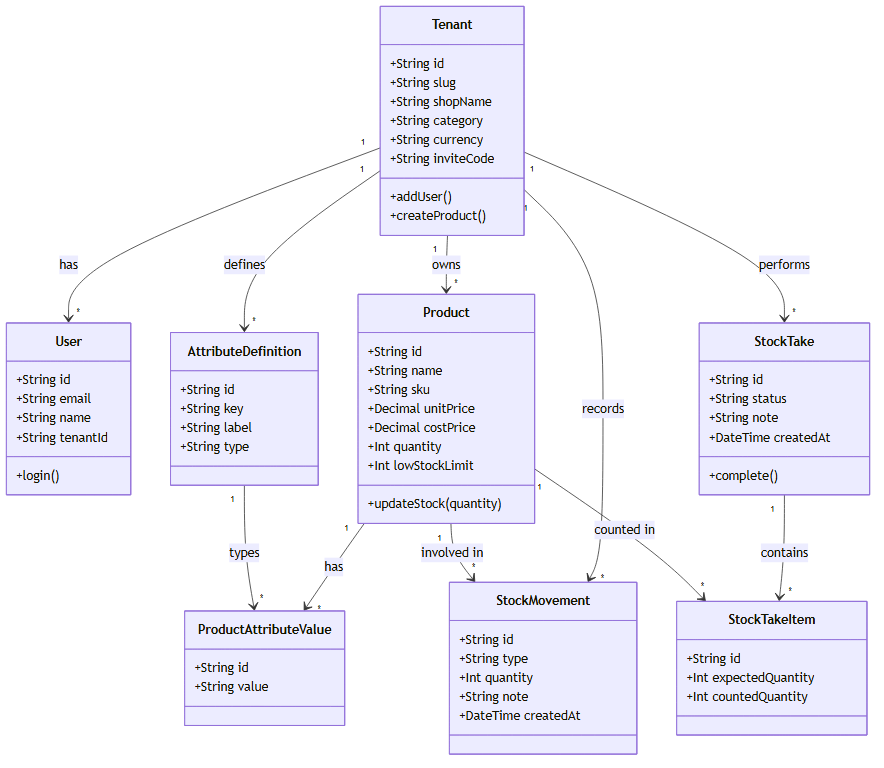 Tenant
+String id
+String slug
+String shopName
+String category
+String currency
+String inviteCode
+addUser()
+createProduct()
1
1
1
1
1
has
defines
owns
records
performs
*
*
*
*
*
User
+String id
+String email
+String name
+String tenantId
+login()
AttributeDefinition
+String id
+String key
+String label
+String type
Product
+String id
+String name
+String sku
+Decimal unitPrice
+Decimal costPrice
+Int quantity
+Int lowStockLimit
+updateStock(quantity)
StockTake
+String id
+String status
+String note
+DateTime createdAt
+complete()
1
1
1
1
1
types
has
involved in
counted in
contains
*
*
*
*
*
ProductAttributeValue
+String id
+String value
StockMovement
+String id
+String type
+Int quantity
+String note
+DateTime createdAt
StockTakeItem
+String id
+Int expectedQuantity
+Int countedQuantity